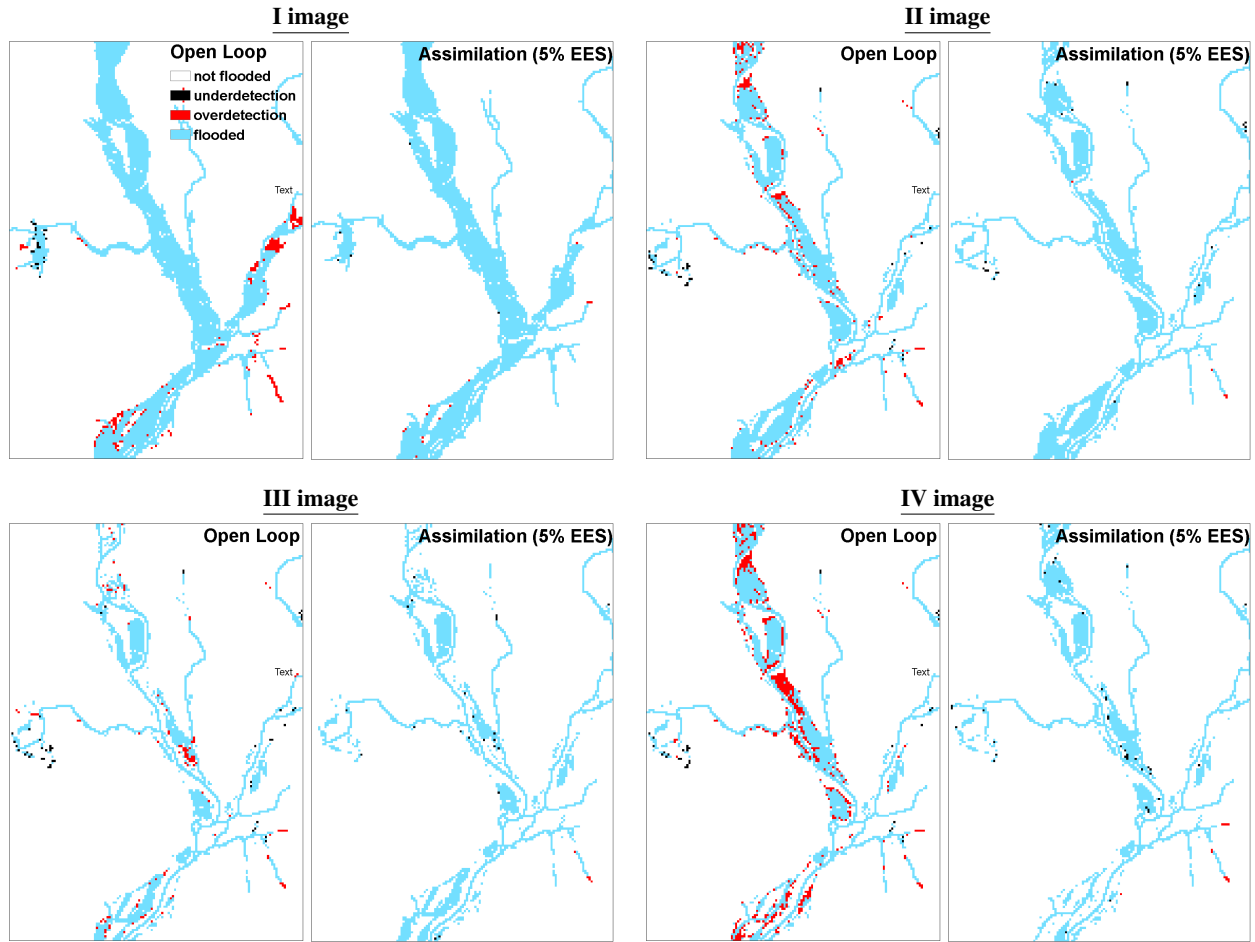 I image
II image
Open Loop
not flooded
underdetection
overdetection
flooded
Text
Assimilation (5% EES)
Open Loop
Text
Assimilation (5% EES)
III image
IV image
Open Loop
Text
Assimilation (5% EES)
Open Loop
Text
Assimilation (5% EES)